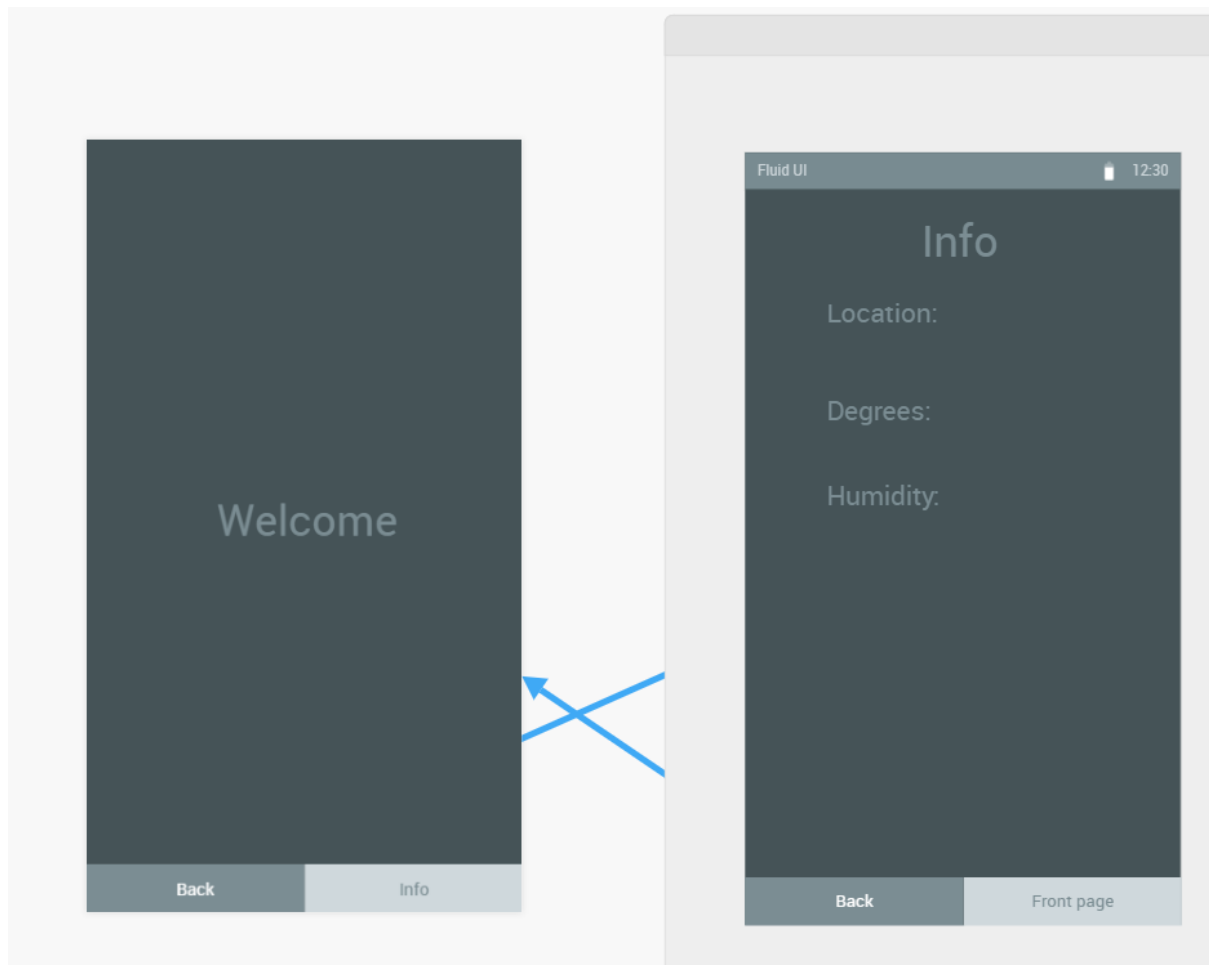 Welcome
Back Info
Fluid UI 12:30
Info
Location:
Degrees:
Humidity:
Back Front page